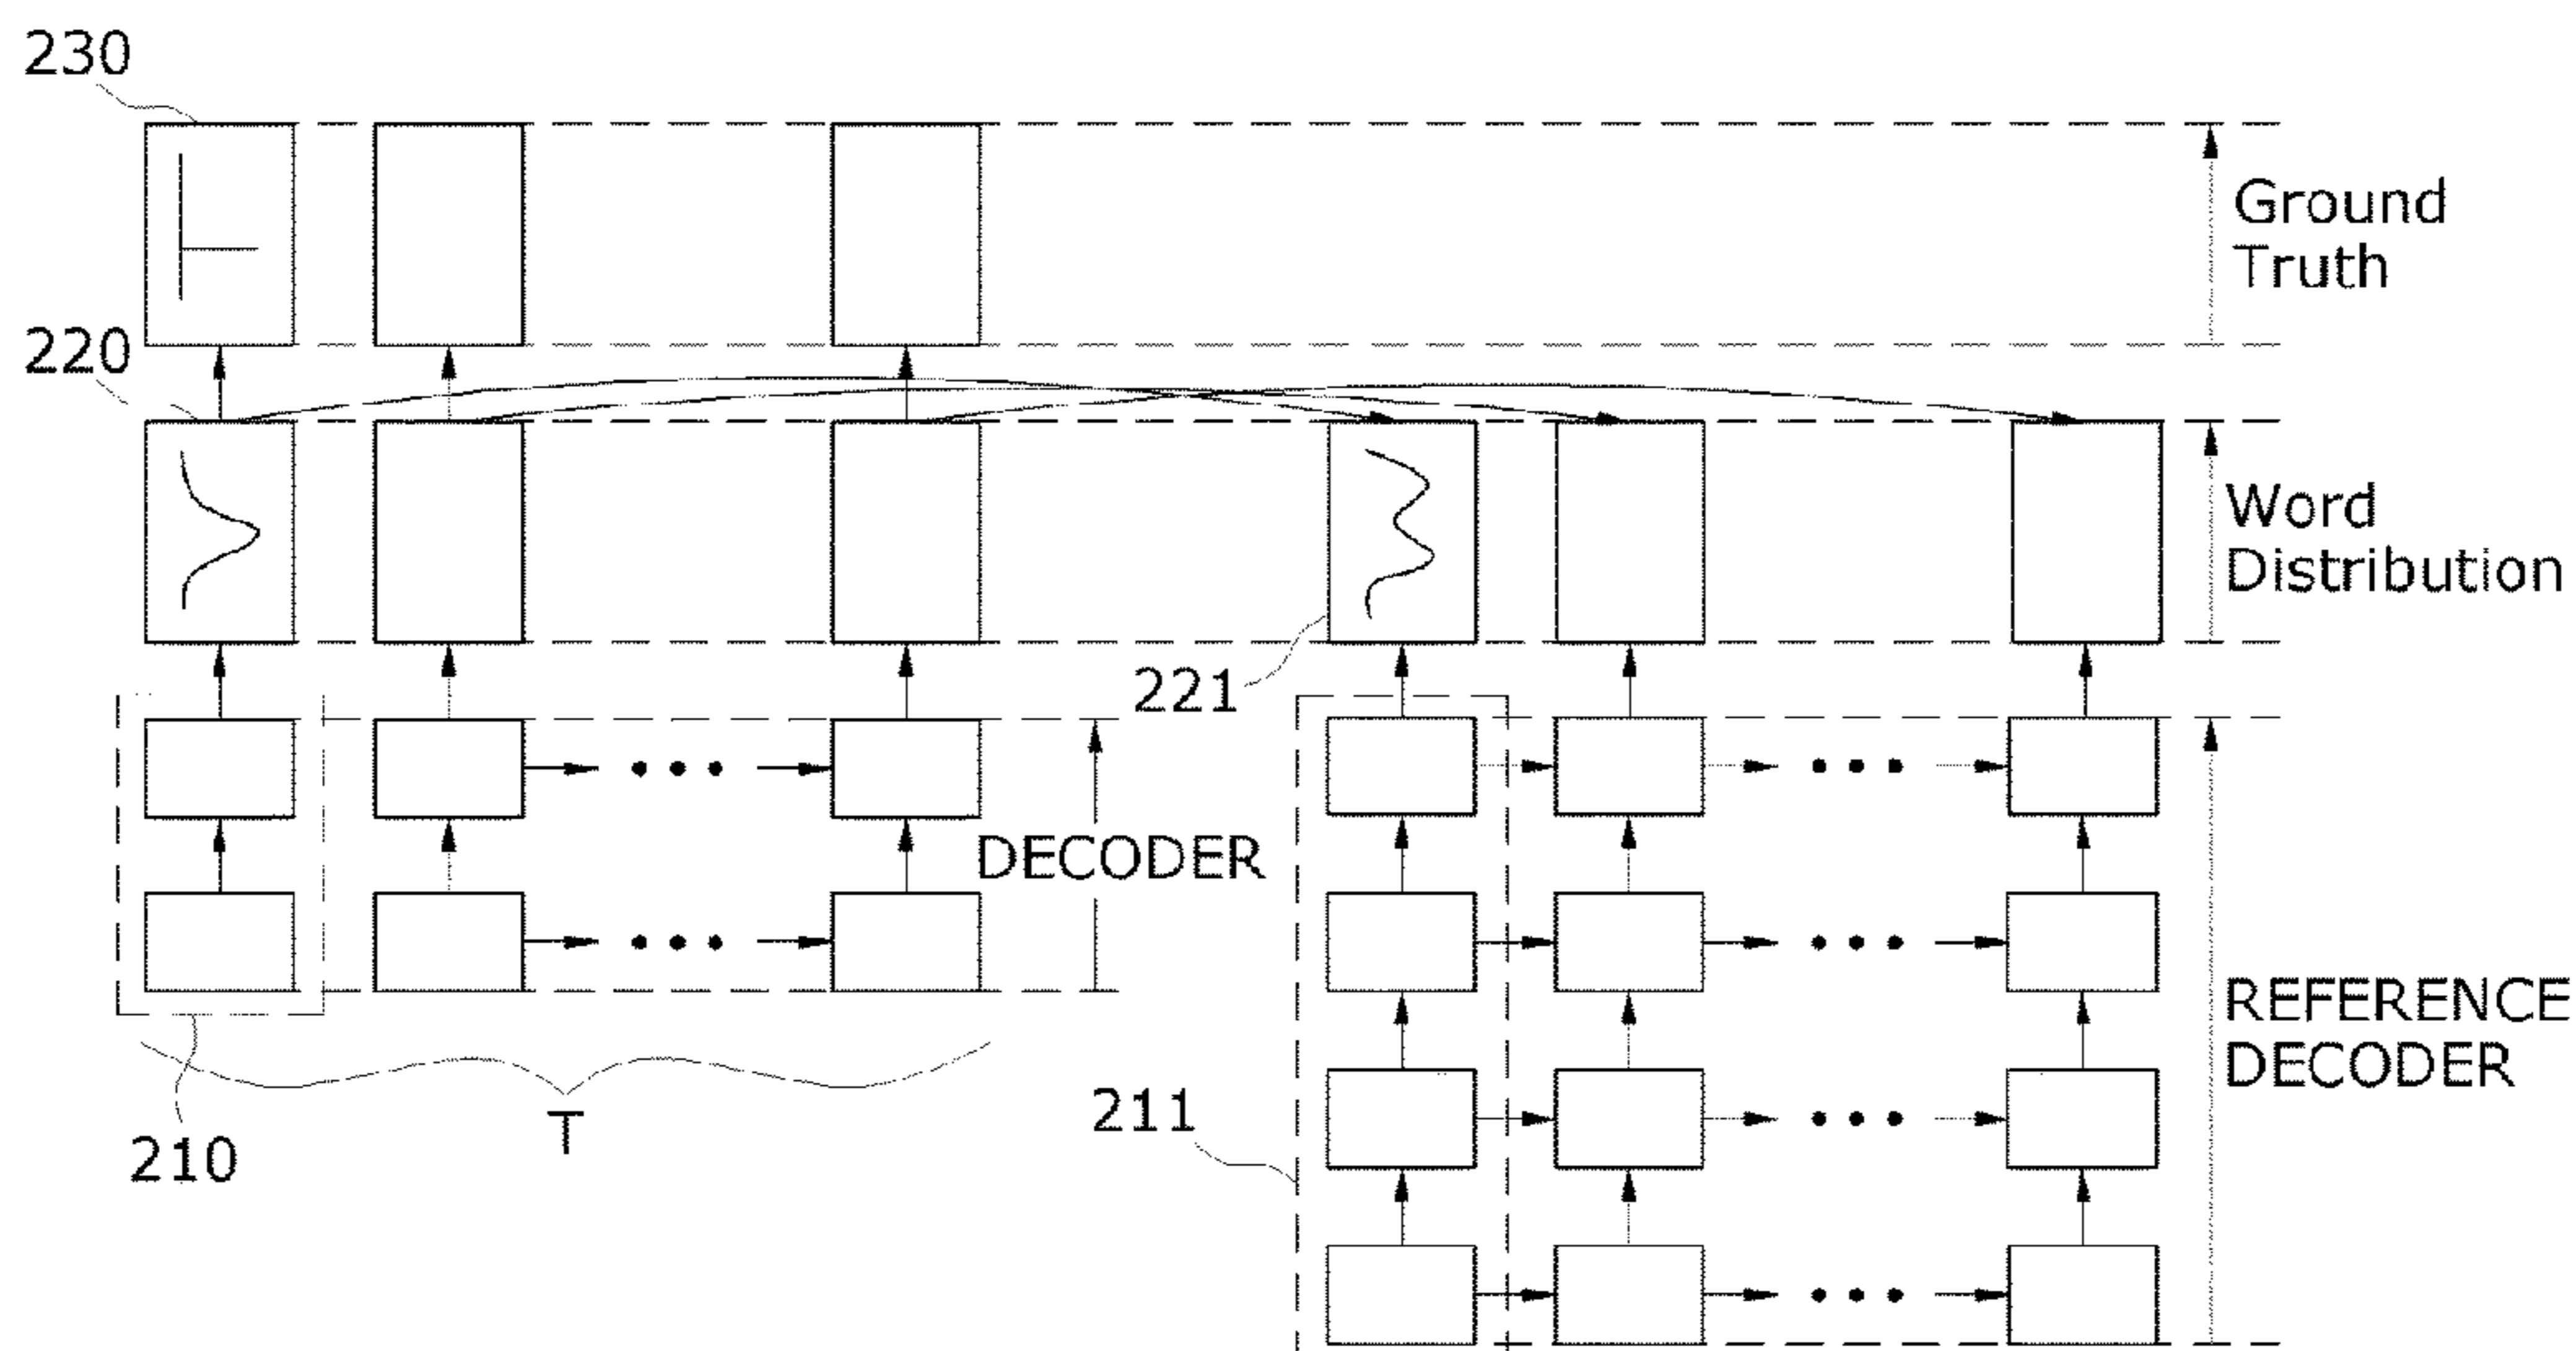 230
Ground
Truth
220
Word
Distribution
221
DECODER
REFERENCE
DECODER
211
T
210